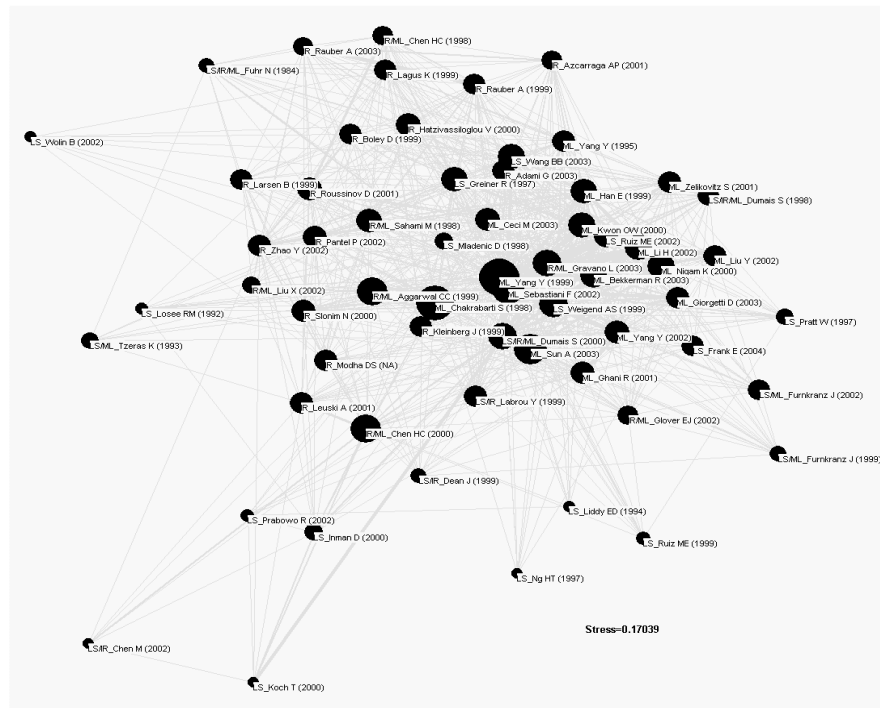 R/ML_Chen HC (1998)
R_Rauber A (2003)
LS/IR/ML_Fuhr N (1984)
R_Azcarraga AP (2001)
R_Lagus K (1999)
R_Rauber A (1999)
LS_Wolin B (2002)
R_Hatzivassiloglou V (2000)
R_Boley D (1999)
ML_Yang Y (1995)
LS_Wang BB (2003)
R_Adami G (2003)
R_Larsen B (1999)
LS_Greiner R (1997)
ML_Zelikovitz S (2001)
R_Roussinov D (2001)
ML_Han E (1999)
LS/IR/ML_Dumais S (1998)
R/ML_Sahami M (1998)
ML_Ceci M (2003)
ML_Kwon OW (2000)
R_Pantel P (2002)
LS_Mladenic D (1998)
LS_Ruiz ME (2002)
R_Zhao Y (2002)
ML_Li H (2002)
ML_Liu Y (2002)
R/ML_Gravano L (2003)
ML_Nigam K (2000)
ML_Yang Y (1999)
ML_Bekkerman R (2003)
R/ML_Liu X (2002)
R/ML_Aggarwal CC (1999)
ML_Sebastiani F (2002)
ML_Giorgetti D (2003)
LS_Losee RM (1992)
ML_Chakrabarti S (1998)
LS_Weigend AS (1999)
R_Slonim N (2000)
LS_Pratt W (1997)
R_Kleinberg J (1999)
ML_Yang Y (2002)
LS/ML_Tzeras K (1993)
LS/IR/ML_Dumais S (2000)
LS_Frank E (2004)
ML_Sun A (2003)
R_Modha DS (NA)
ML_Ghani R (2001)
LS/ML_Furnkranz J (2002)
LS/IR_Labrou Y (1999)
R_Leuski A (2001)
R/ML_Glover EJ (2002)
R/ML_Chen HC (2000)
LS/ML_Furnkranz J (1999)
LS/IR_Dean J (1999)
LS_Liddy ED (1994)
LS_Prabowo R (2002)
LS_Inman D (2000)
LS_Ruiz ME (1999)
LS_Ng HT (1997)
Stress=0.17039
LS/IR_Chen M (2002)
LS_Koch T (2000)